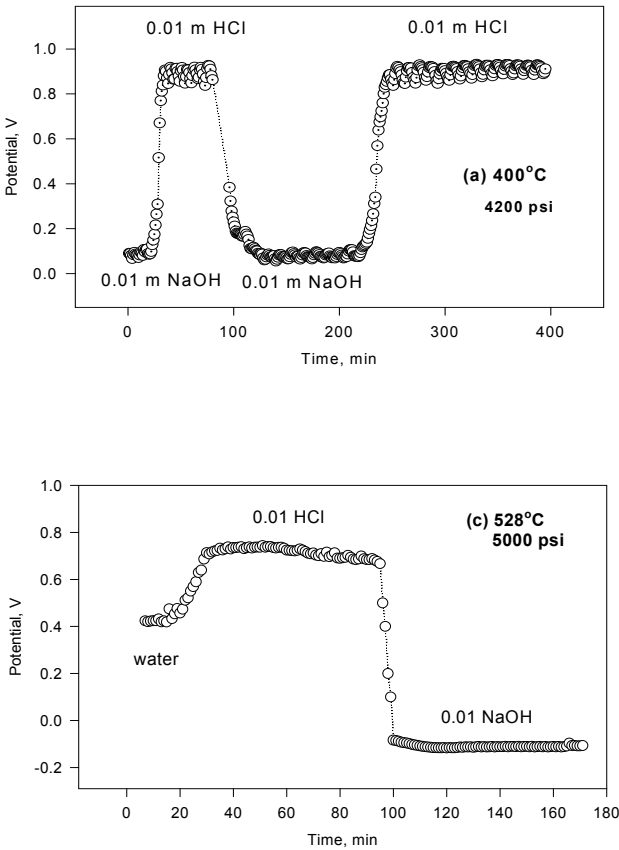 0.01 m HCl 0.01 m HCl
1.0
0.8
0.6
0.4
0.2
0.0
Potential, V
(a) 400°C
4200 psi
0.01 m NaOH 0.01 m NaOH
0 100 200 300 400
Time, min
1.0
0.8
0.6
0.4
0.2
0.0
-0.2
Potential, V
0.01 HCl
(c) 528°C
5000 psi
water
0.01 NaOH
0 20 40 60 80 100 120 140 160 180
Time, min